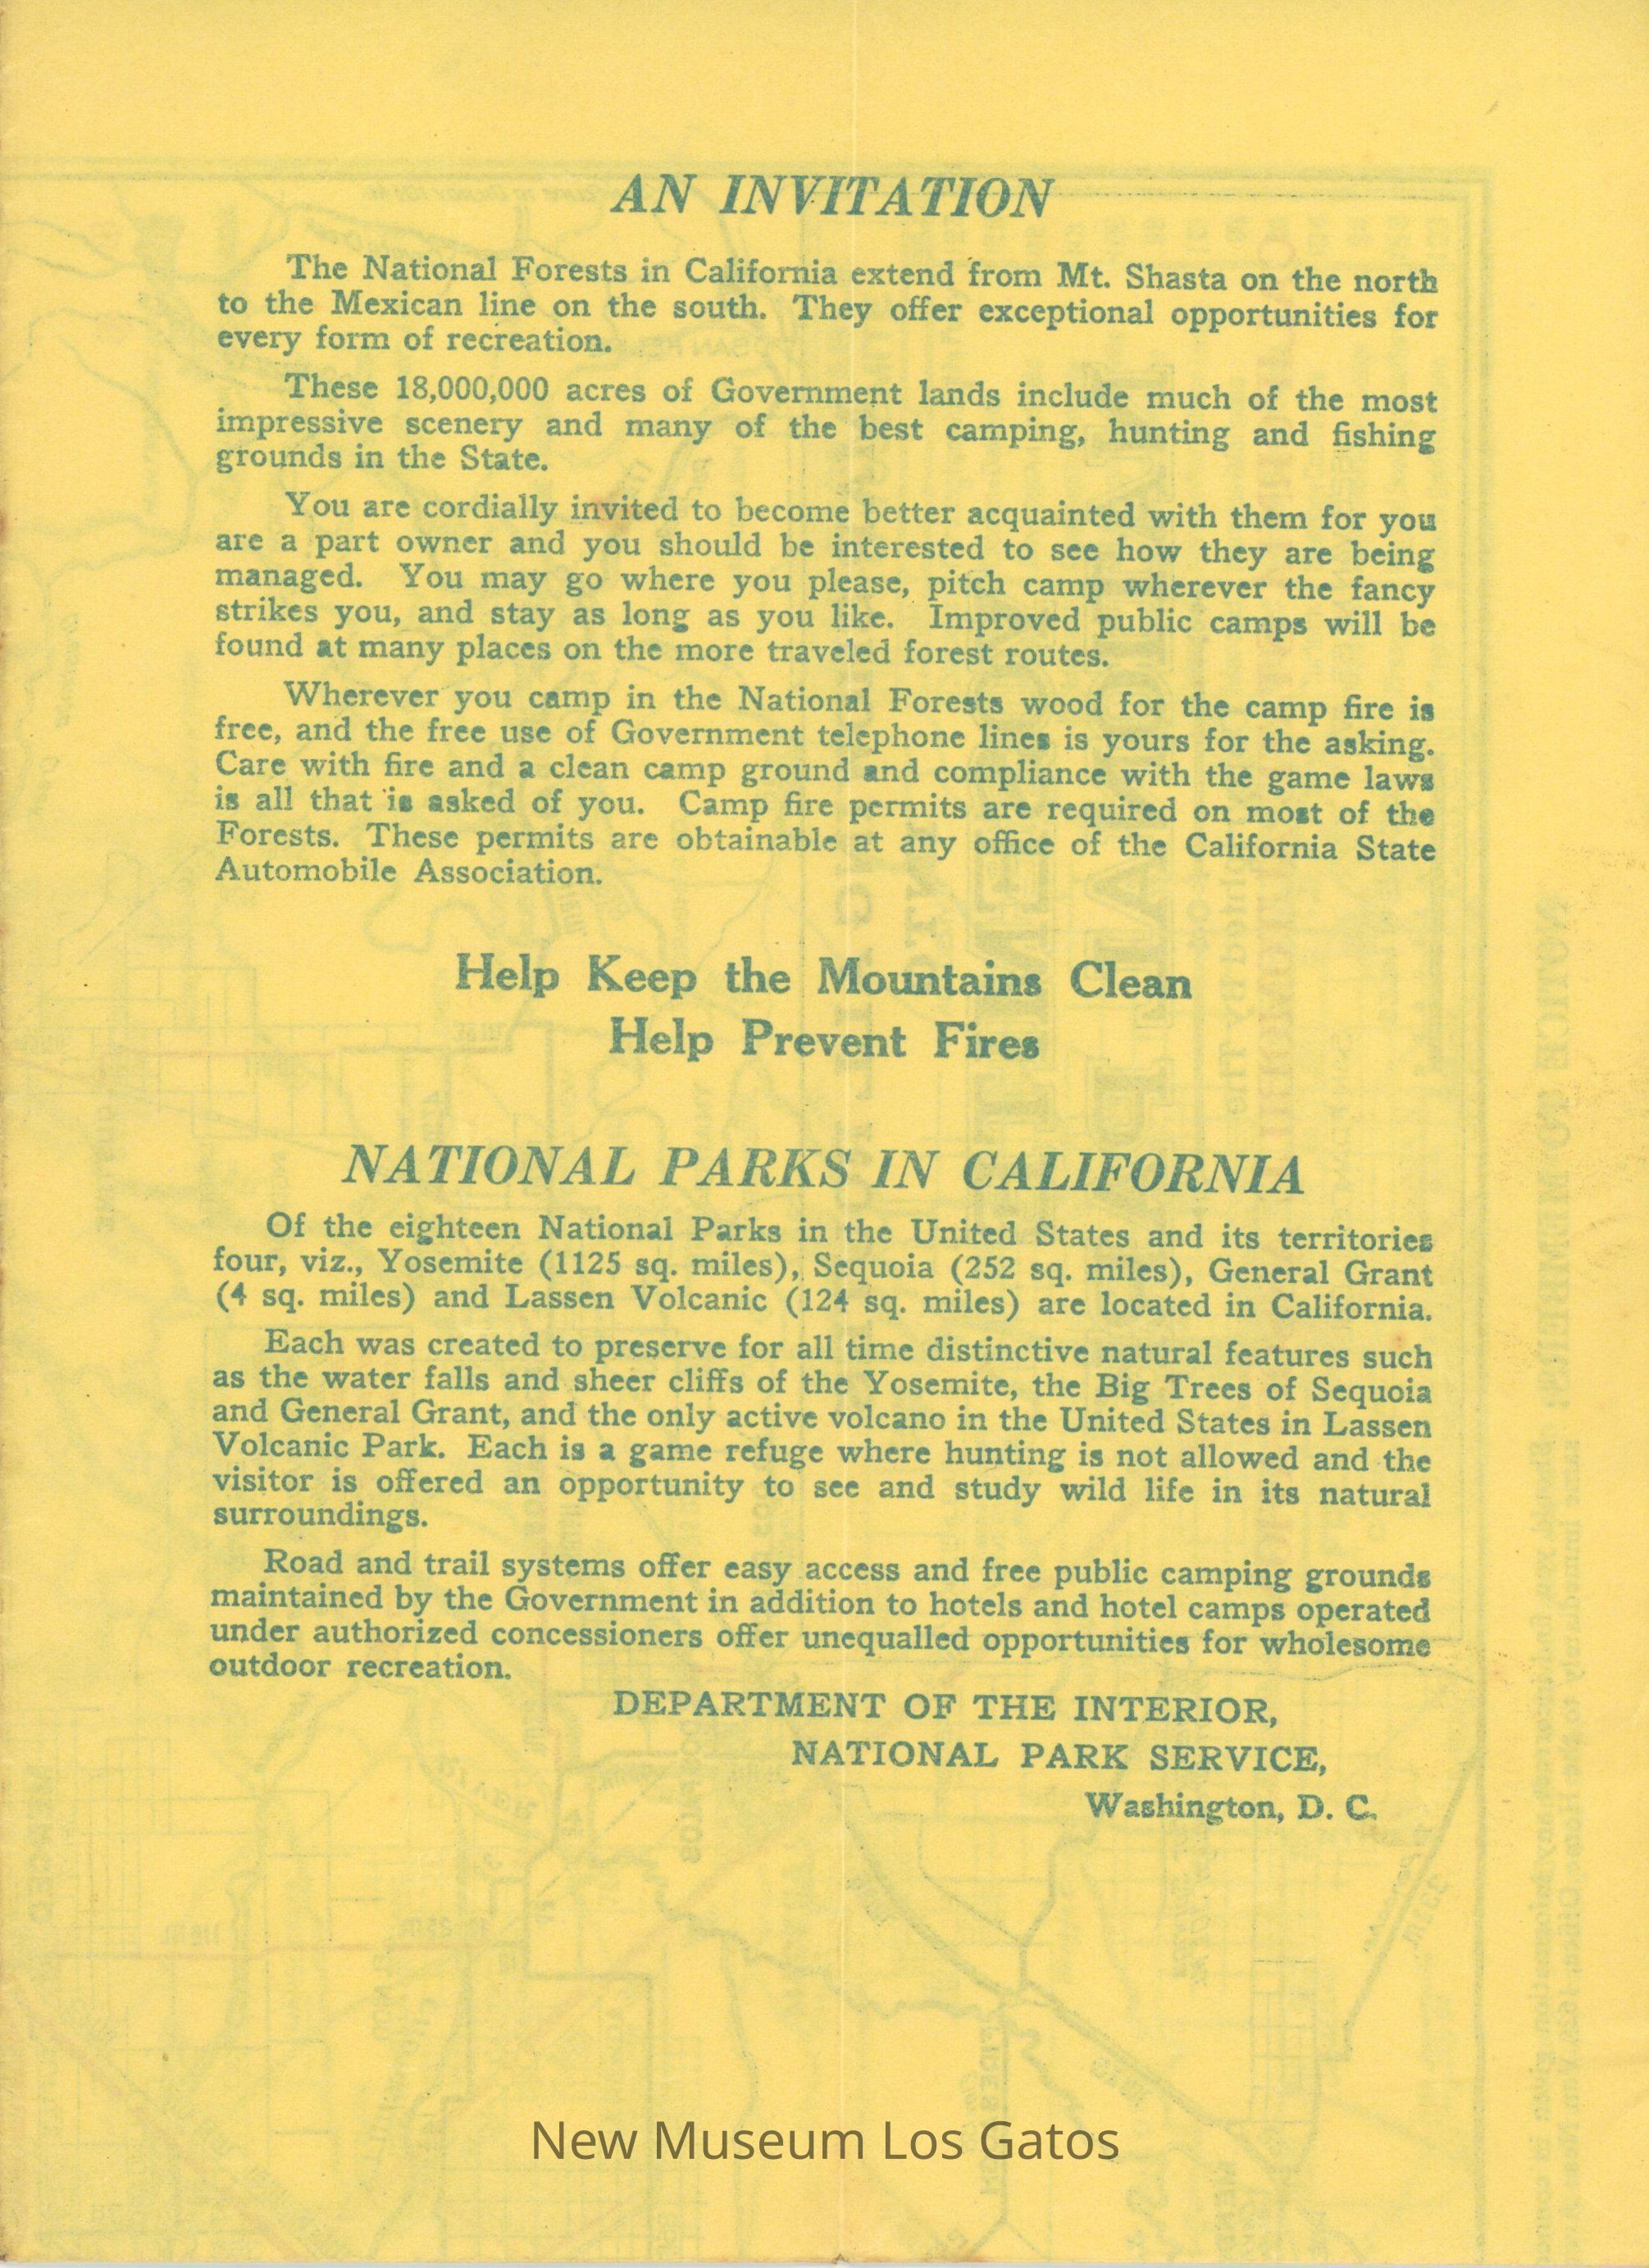 AN INVITATION
The National Forests in California extend from Mt. Shasta on the north
to the Mexican line on the south. They offer exceptional opportunities for
every form of recreation.
These 18,000,000 acres of Government lands include much of the most
impressive scenery and many of the best camping, hunting and fishing
grounds in the State.
You are cordially invited to become better acquainted with them for you
are a part owner and you should be interested to see how they are being
managed. You may go where you please, pitch camp wherever the fancy
strikes you, and stay as long as you like. Improved public camps will be
found at many places on the more traveled forest routes.
Wherever you camp in the National Forests wood for the camp fire is
free, and the free use of Government telephone lines is yours for the asking.
Care with fire and a clean camp ground and compliance with the game laws
is all that is asked of you. Camp fire permits are required on most of the
Forests. These permits are obtainable at any office of the California State
Automobile Association.
Help Keep the Mountains Clean
Help Prevent Fires
NATIONAL PARKS IN CALIFORNIA
Of the eighteen National Parks in the United States and its territories
four, viz., Yosemite (1125 sq. miles), Sequoia (252 sq. miles), General Grant
(4 sq. miles) and Lassen Volcanic (124 sq. miles) are located in California.
Each was created to preserve for all time distinctive natural features such
as the water falls and sheer cliffs of the Yosemite, the Big Trees of Sequoia
and General Grant, and the only active volcano in the United States in Lassen
Volcanic Park. Each is a game refuge where hunting is not allowed and the
visitor is offered an opportunity to see and study wild life in its natural
surroundings.
Road and trail systems offer easy access and free public camping grounds
maintained by the Government in addition to hotels and hotel camps operated
under authorized concessioners offer unequalled opportunities for wholesome
outdoor recreation.
DEPARTMENT OF THE INTERIOR,
NATIONAL PARK SERVICE,
Washington, D. C.
New Museum Los Gatos